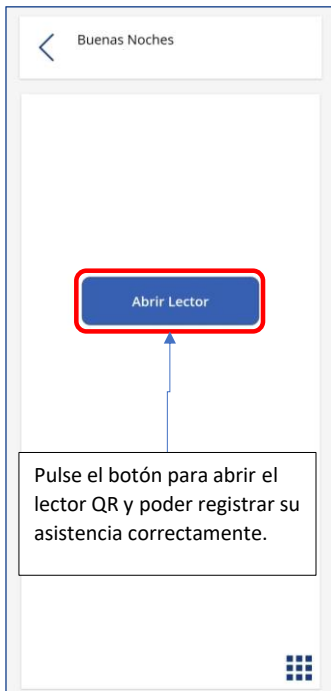 Buenas Noches
Abrir Lector
Pulse el botón para abrir el
lector QR y poder registrar su
asistencia correctamente.